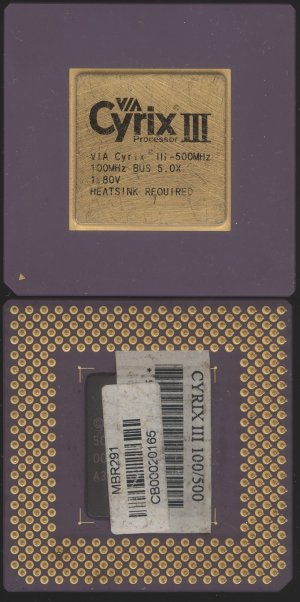 VIA
Cyrix III
Processor
VIA Cyrix III-500MHz
100MHz BUS 5.0X
1.80V
HEATSINK REQUIRED
CYRIX III 100/500
MBR291
CB00020165